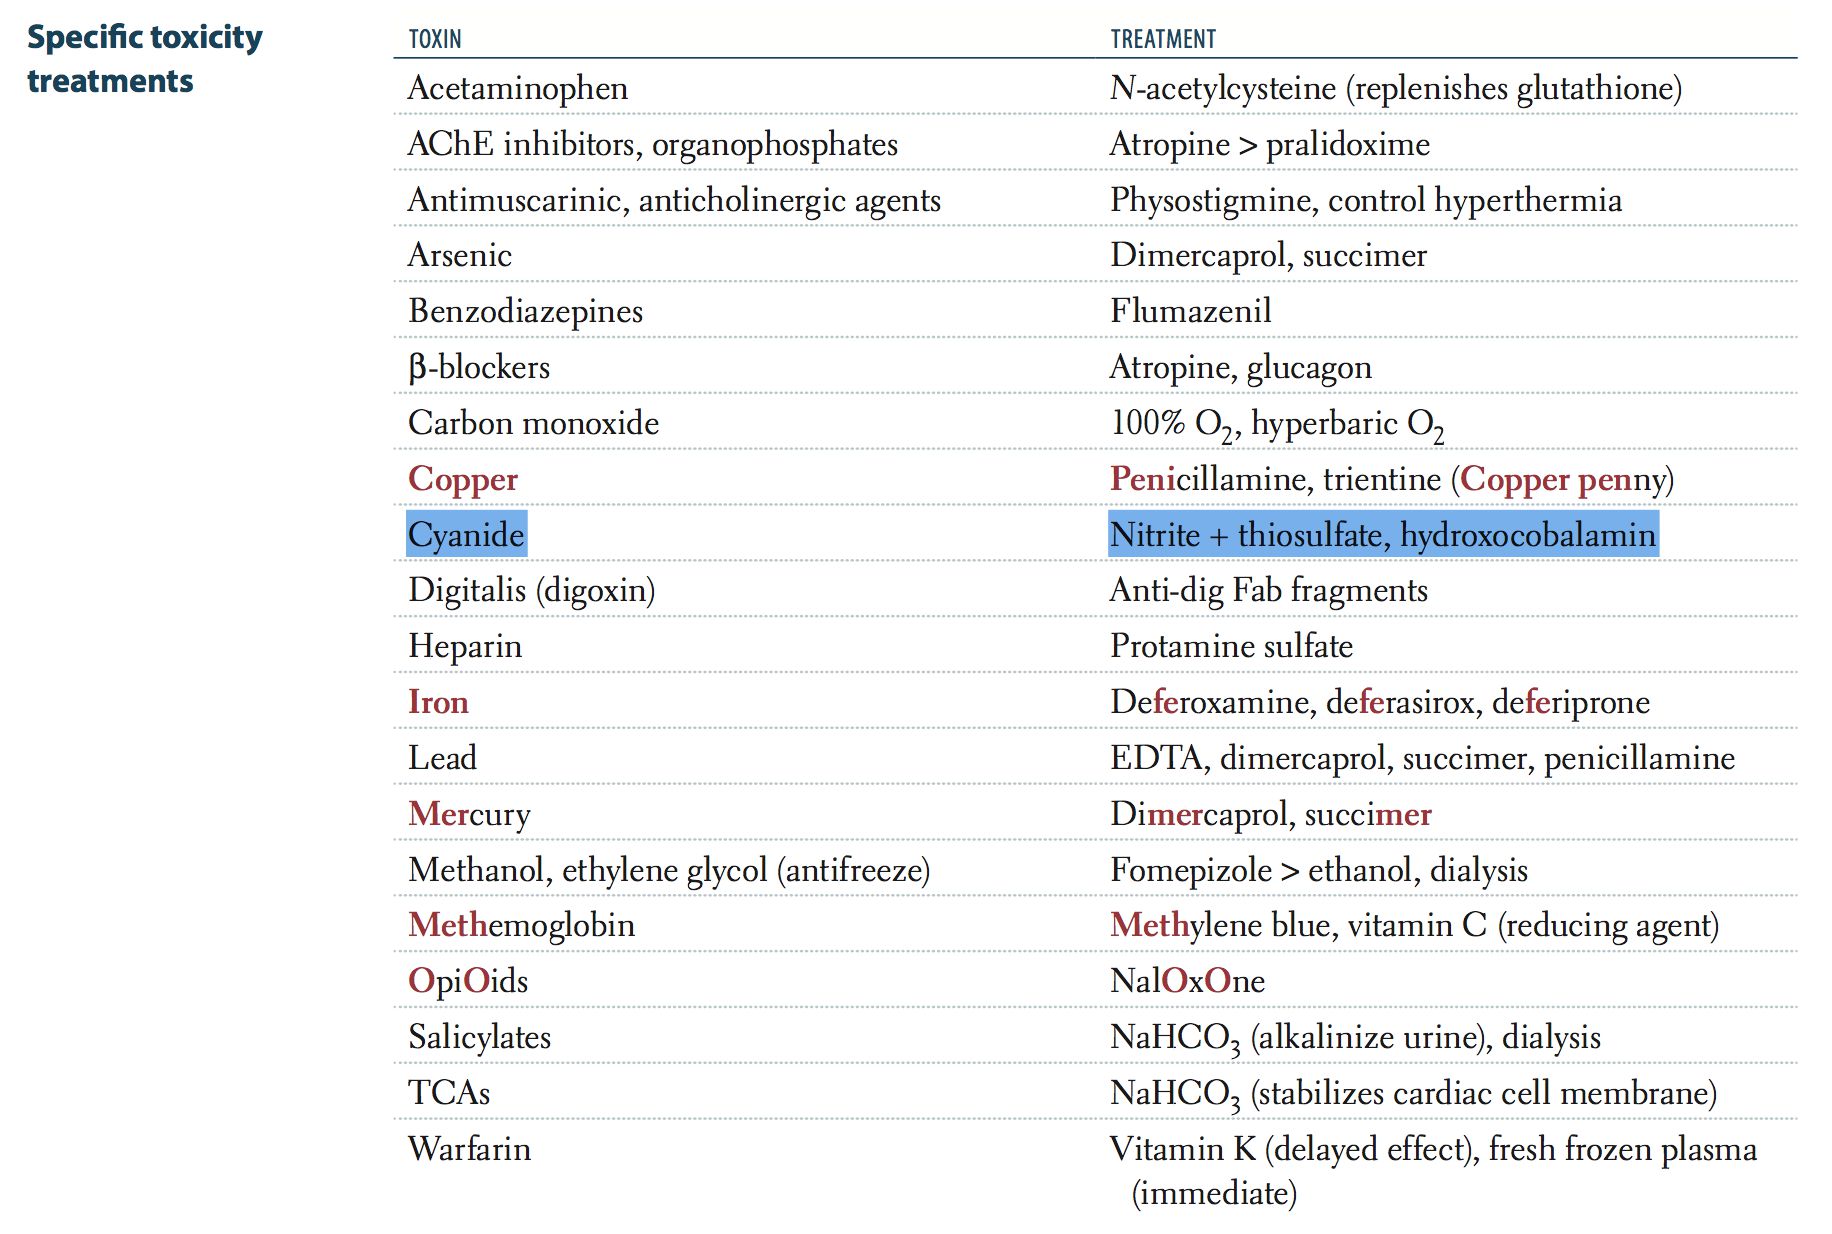 Specific toxicity
treatments
TOXIN TREATMENT
Acetaminophen N-acetylcysteine (replenishes glutathione)
AChE inhibitors, organophosphates Atropine > pralidoxime
Antimuscarinic, anticholinergic agents Physostigmine, control hyperthermia
Arsenic Dimercaprol, succimer
Benzodiazepines Flumazenil
β-blockers Atropine, glucagon
Carbon monoxide 100% O₂, hyperbaric O₂
Copper Penicillamine, trientine (Copper penny)
Cyanide Nitrite + thiosulfate, hydroxocobalamin
Digitalis (digoxin) Anti-dig Fab fragments
Heparin Protamine sulfate
Iron Deferoxamine, deferasirox, deferiprone
Lead EDTA, dimercaprol, succimer, penicillamine
Mercury Dimercaprol, succimer
Methanol, ethylene glycol (antifreeze) Fomepizole > ethanol, dialysis
Methemoglobin Methylene blue, vitamin C (reducing agent)
OpiOids NalOxOne
Salicylates NaHCO₃ (alkalinize urine), dialysis
TCAs NaHCO₃ (stabilizes cardiac cell membrane)
Warfarin Vitamin K (delayed effect), fresh frozen plasma
(immediate)